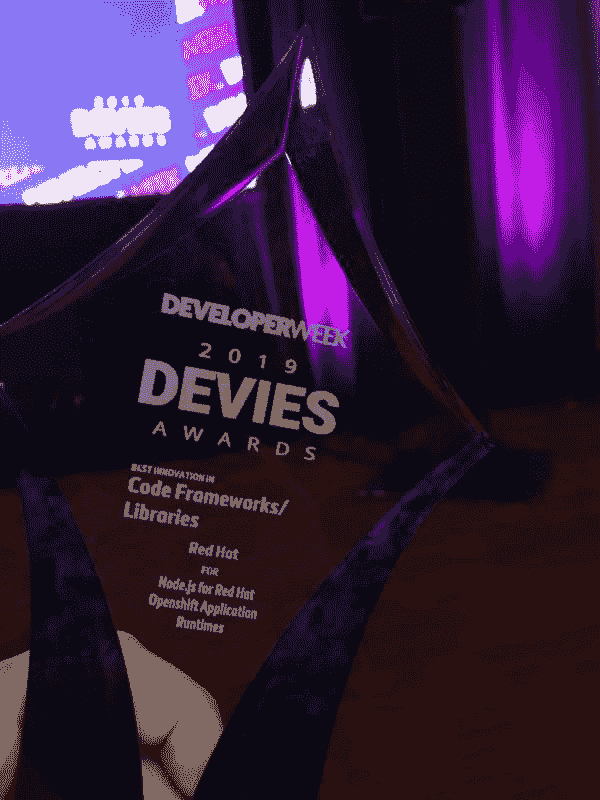 DEVELOPERWEEK
2019
DEVIES
AWARDS
BEST INNOVATION IN
Code Frameworks/
Libraries
Red Hat
FOR
Node.js for Red Hat
Openshift Application
Runtimes